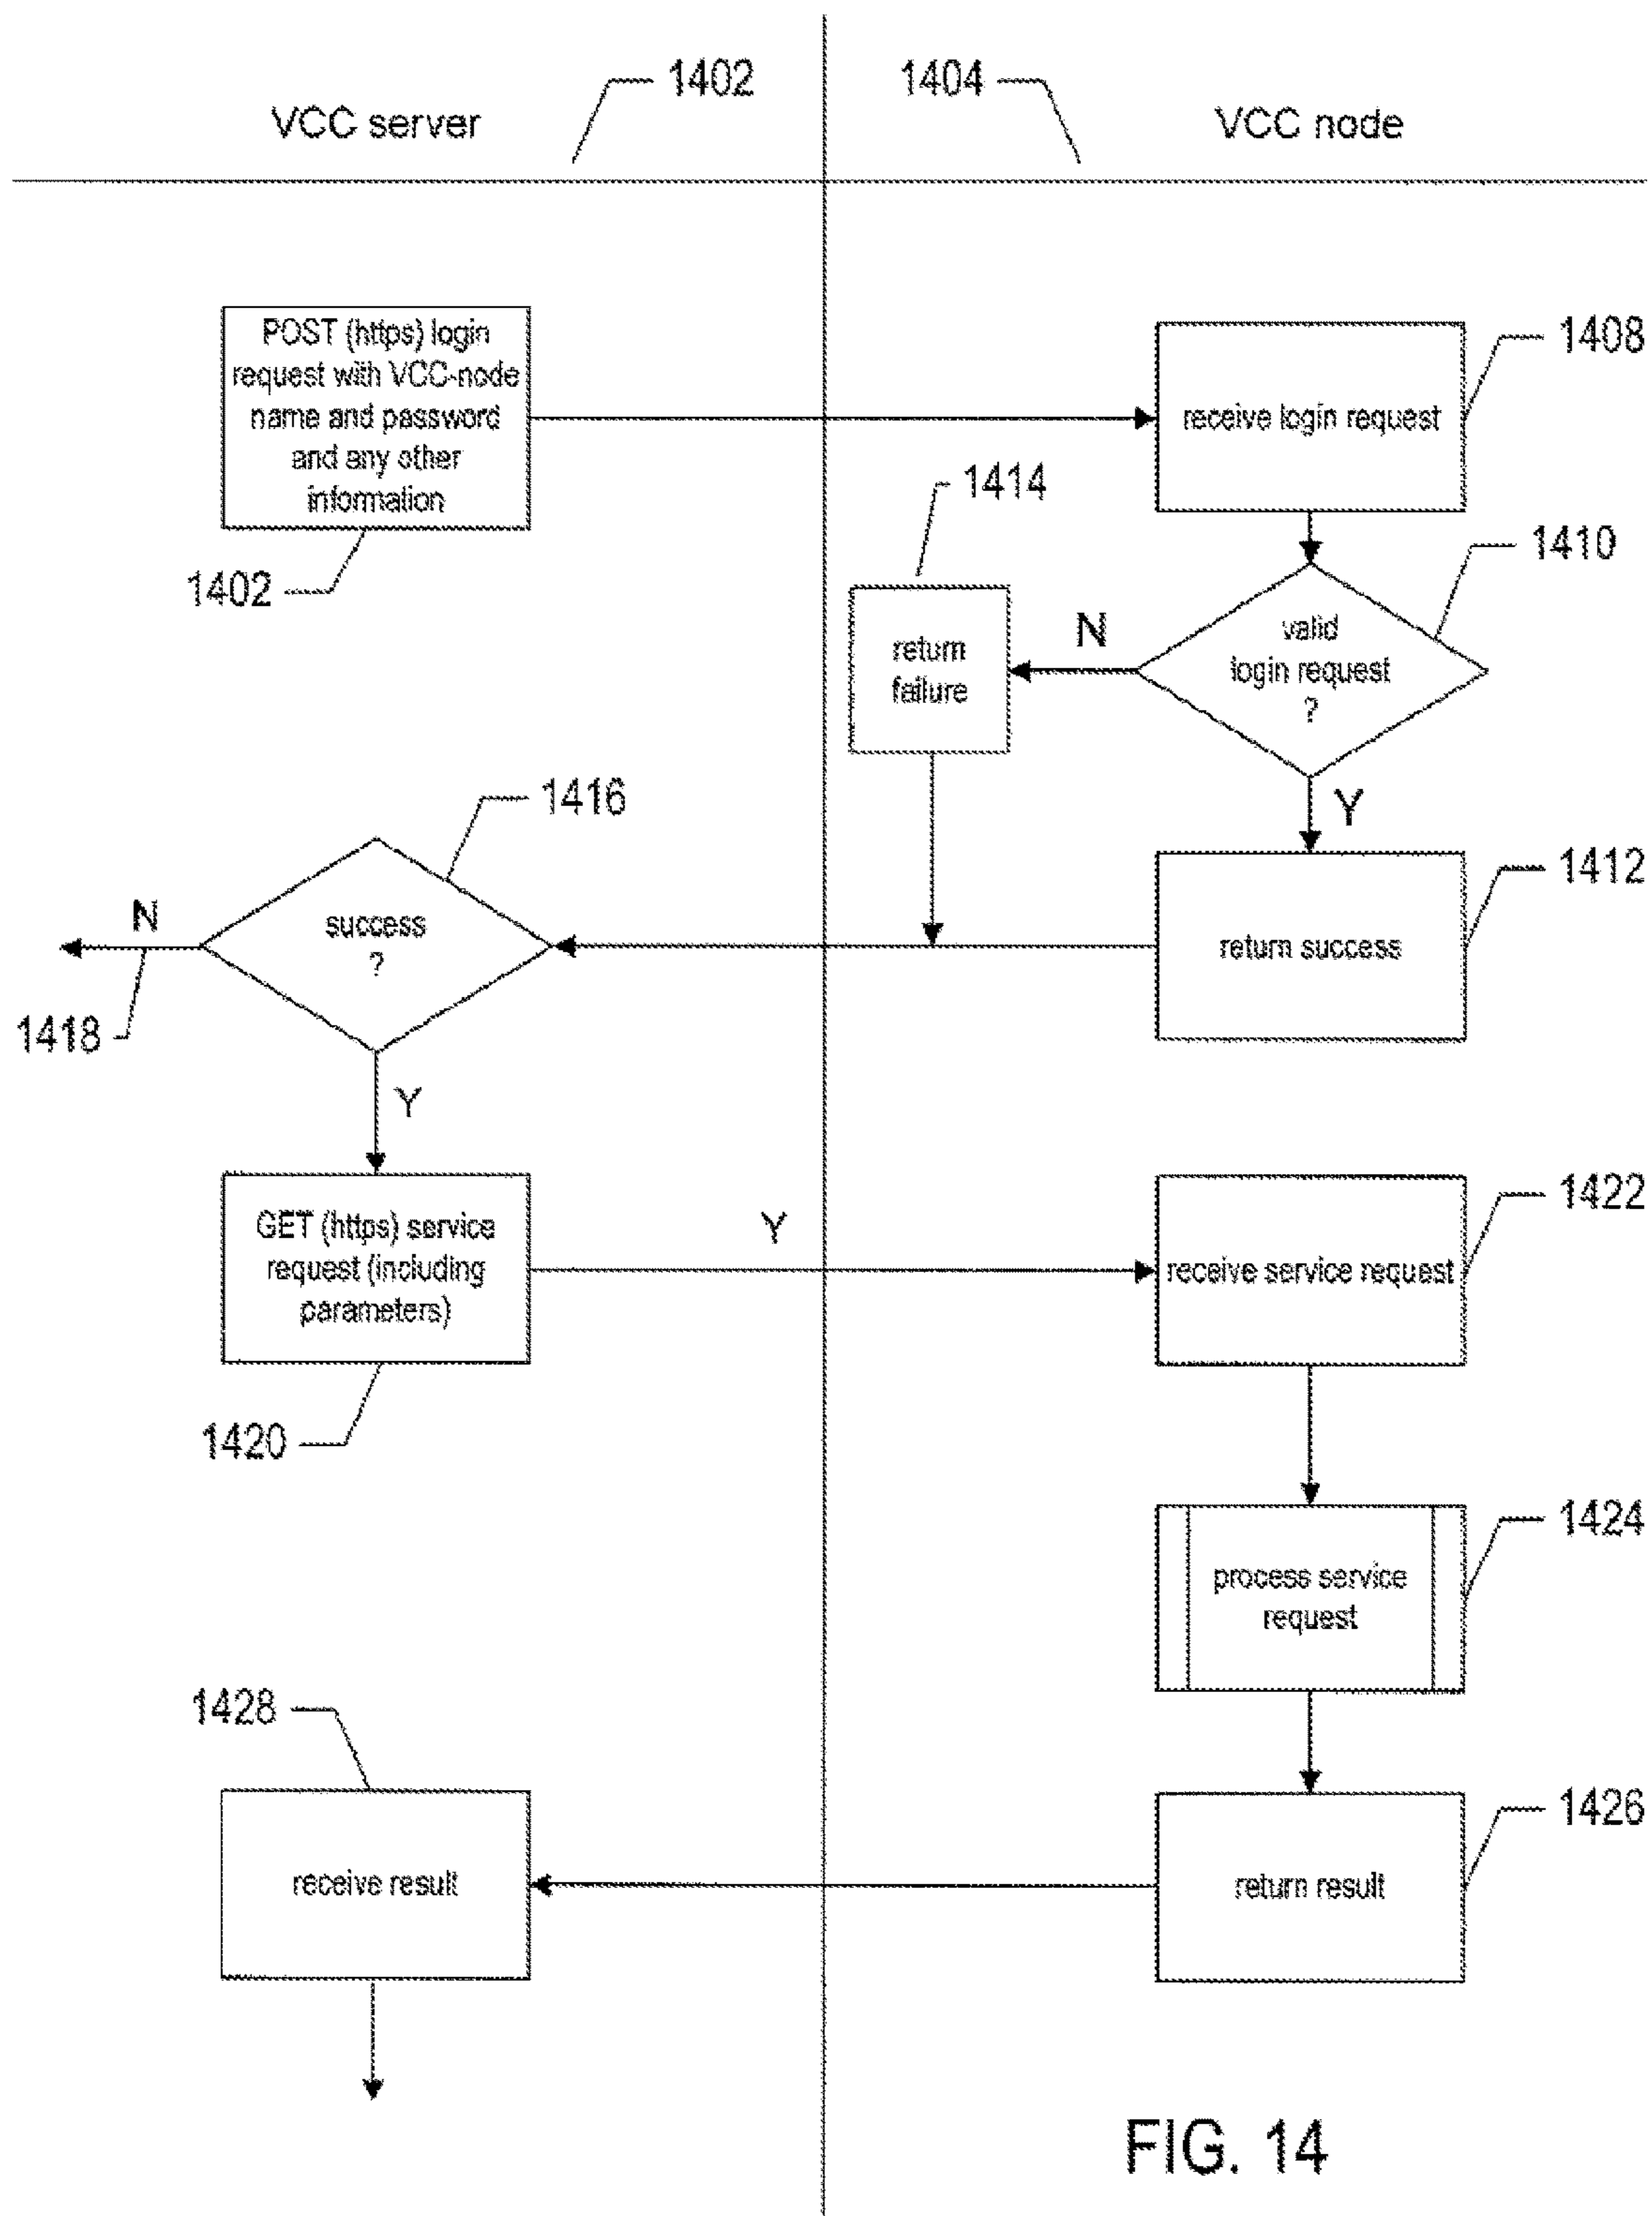 1402
1404
VCC server
VCC node
POST (https) login
request with VCC-node
name and password
and any other
information
1402
receive login request
1408
1410
valid
login request
?
N
1414
return
failure
Y
1412
return success
1416
success
?
N
1418
Y
GET (https) service
request (including
parameters)
1420
Y
1422
receive service request
1424
process service
request
1426
return result
1428
receive result
FIG. 14